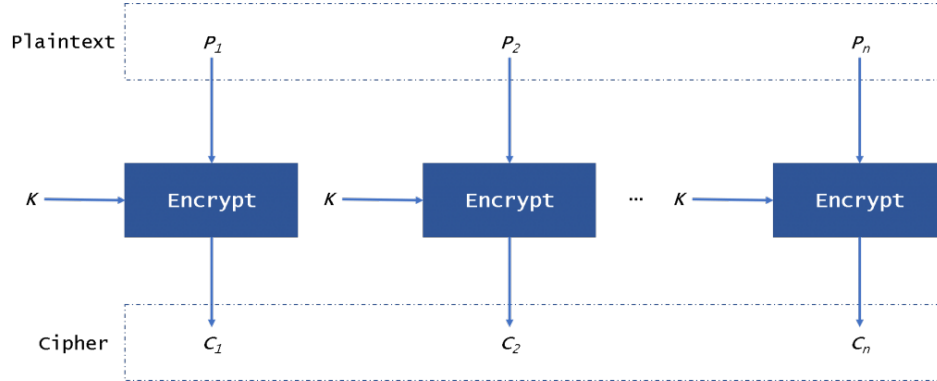 Plaintext P1 P2 Pn
K Encrypt K Encrypt ... K Encrypt
Cipher C1 C2 Cn